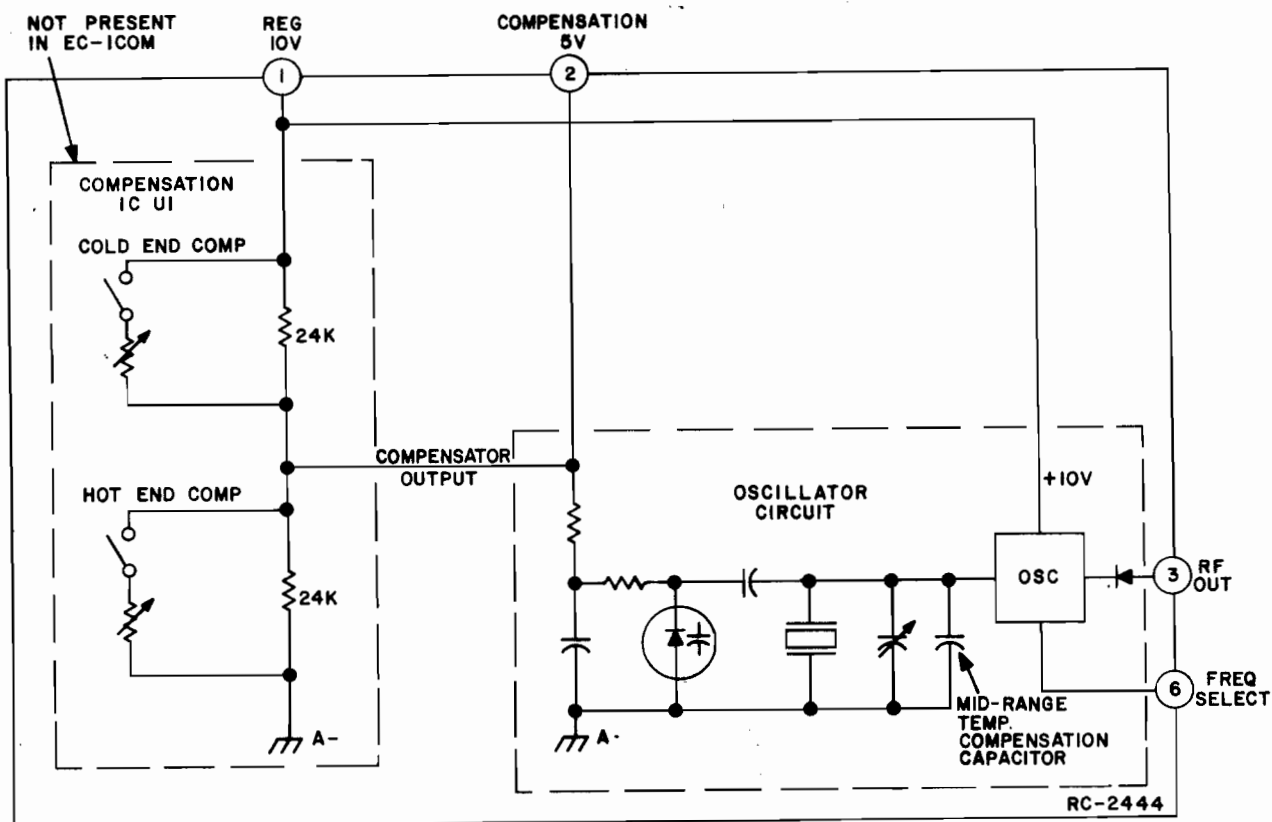 NOT PRESENT
IN EC-ICOM
REG
10V
COMPENSATION
5V
1
2
COMPENSATION
IC U1
COLD END COMP
24K
COMPENSATOR
OUTPUT
HOT END COMP
24K
A-
OSCILLATOR
CIRCUIT
+10V
OSC
3
RF
OUT
6
FREQ
SELECT
MID-RANGE
TEMP.
COMPENSATION
CAPACITOR
A-
RC-2444